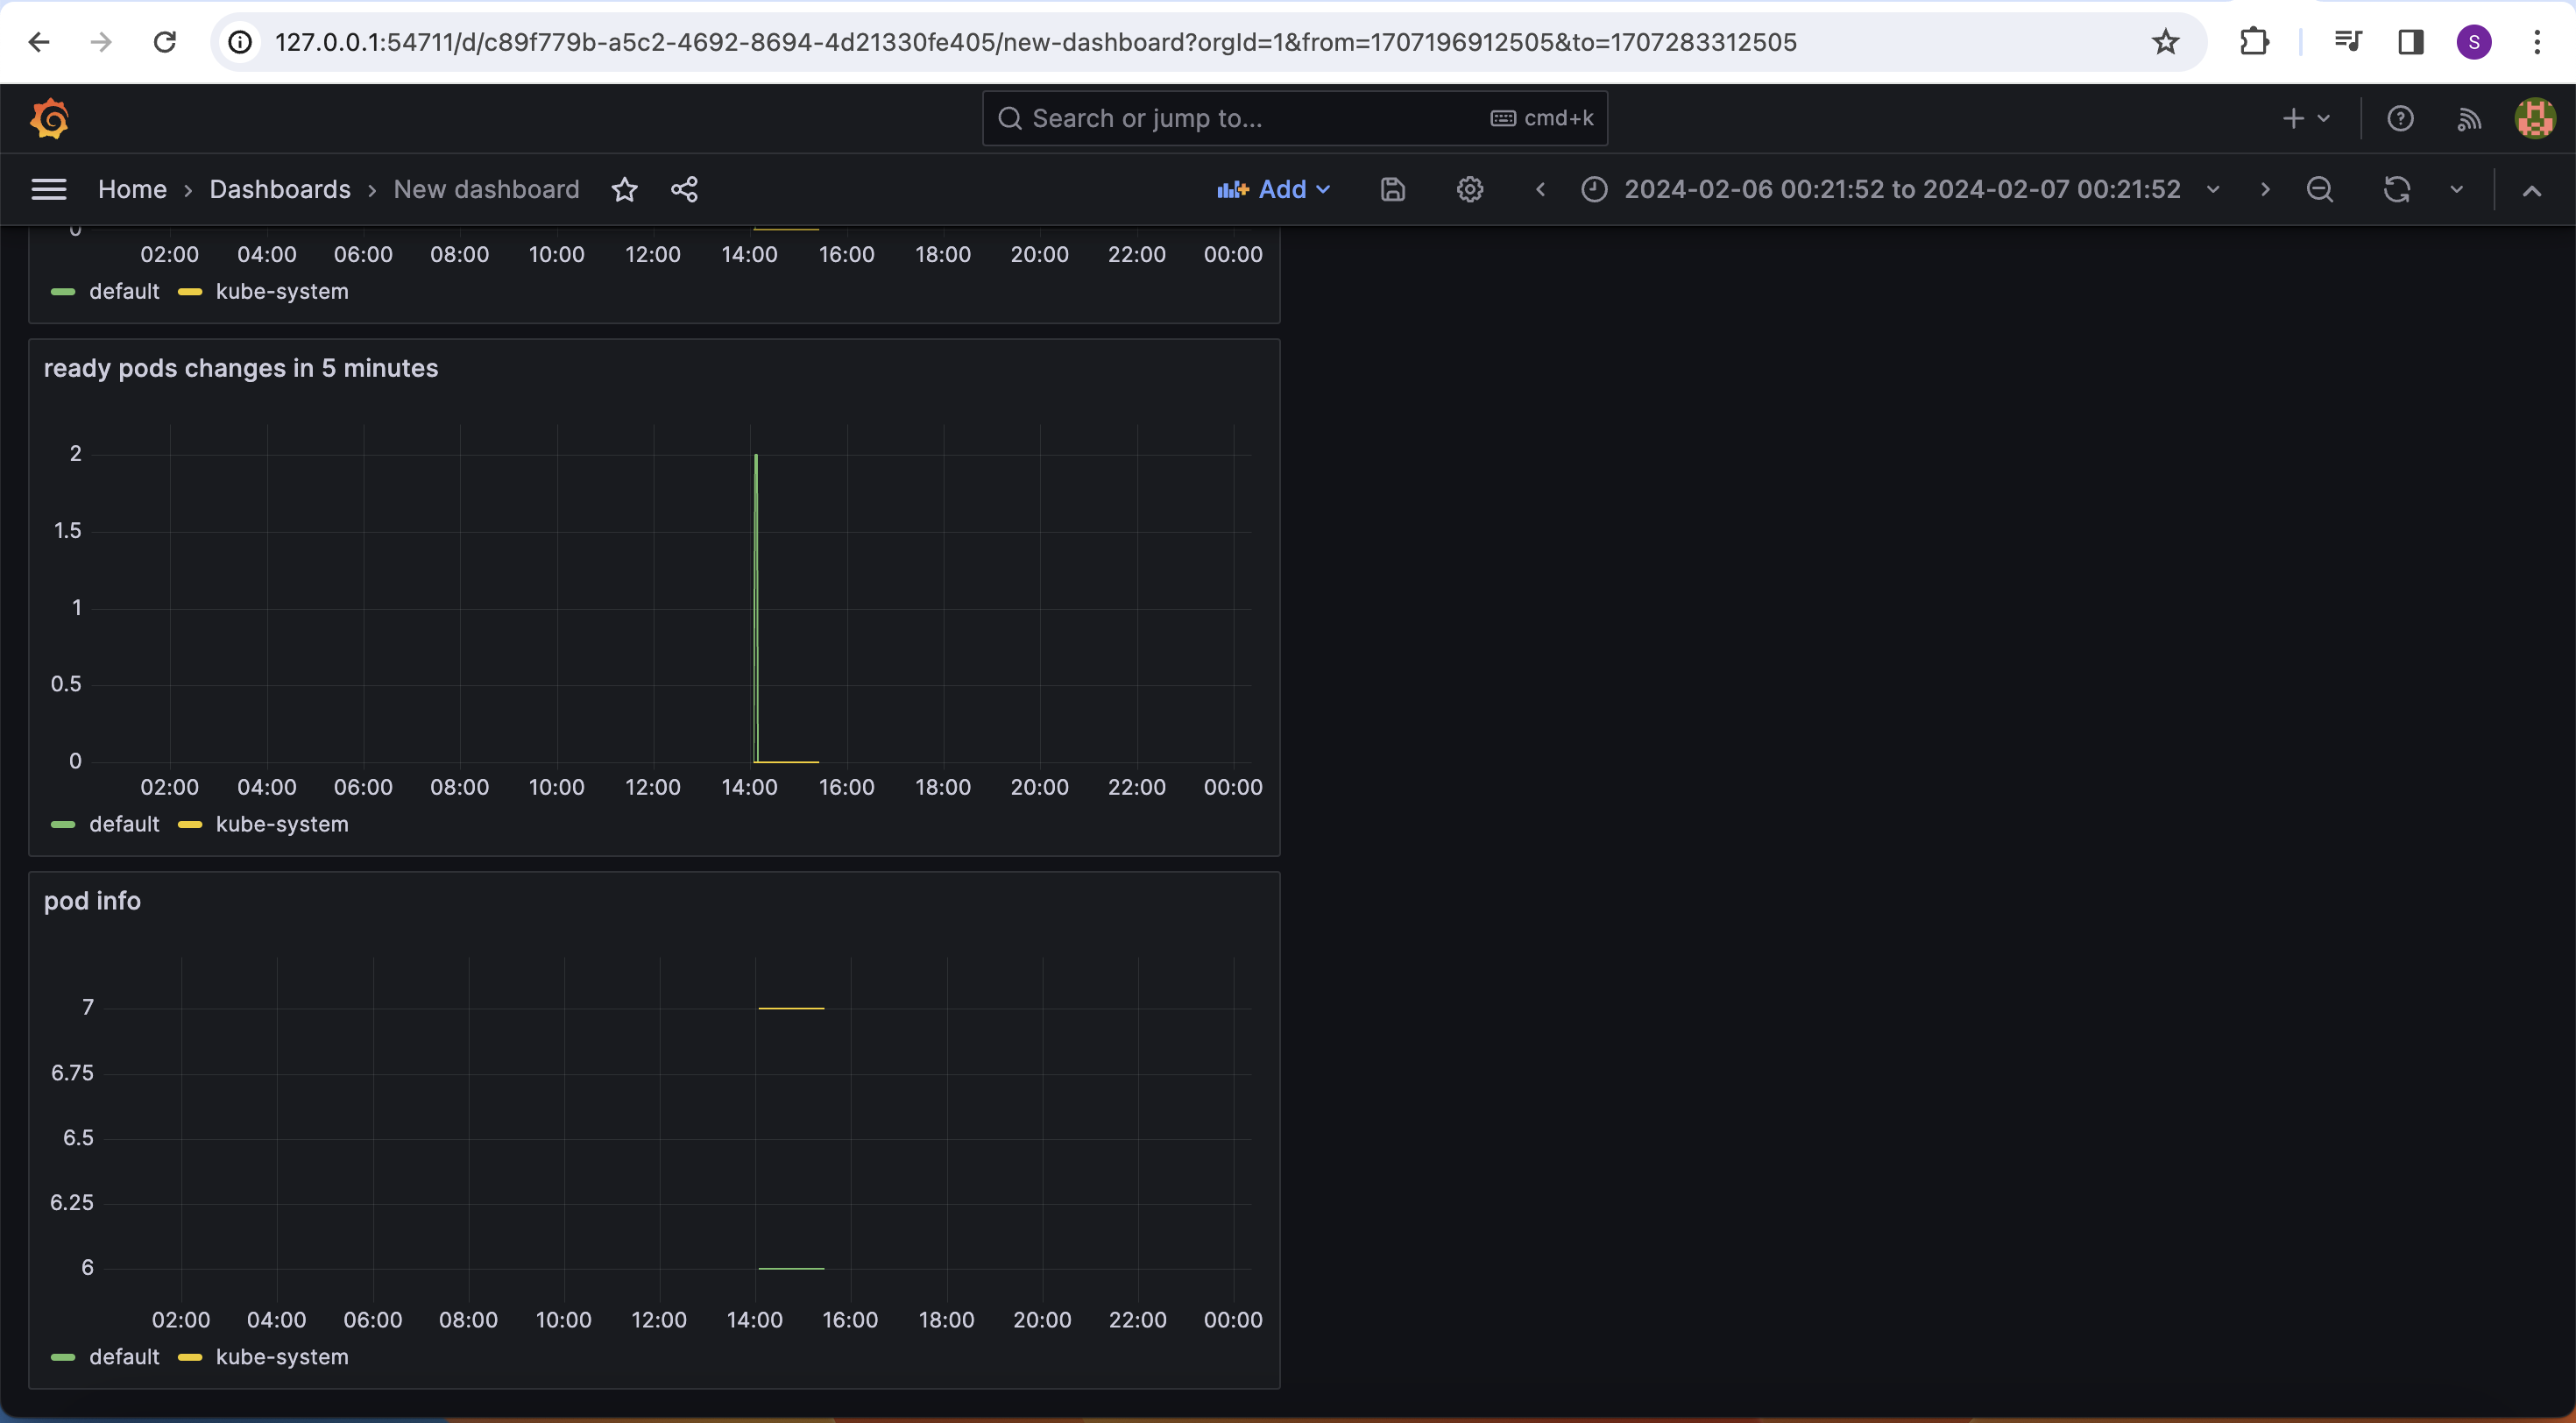 127.0.0.1:54711/d/c89f779b-a5c2-4692-8694-4d21330fe405/new-dashboard?orgId=1&from=1707196912505&to=1707283312505
S
Search or jump to... cmd+k
Home › Dashboards › New dashboard Add 2024-02-06 00:21:52 to 2024-02-07 00:21:52
0
02:00 04:00 06:00 08:00 10:00 12:00 14:00 16:00 18:00 20:00 22:00 00:00
default kube-system
ready pods changes in 5 minutes
2
1.5
1
0.5
0
02:00 04:00 06:00 08:00 10:00 12:00 14:00 16:00 18:00 20:00 22:00 00:00
default kube-system
pod info
7
6.75
6.5
6.25
6
02:00 04:00 06:00 08:00 10:00 12:00 14:00 16:00 18:00 20:00 22:00 00:00
default kube-system